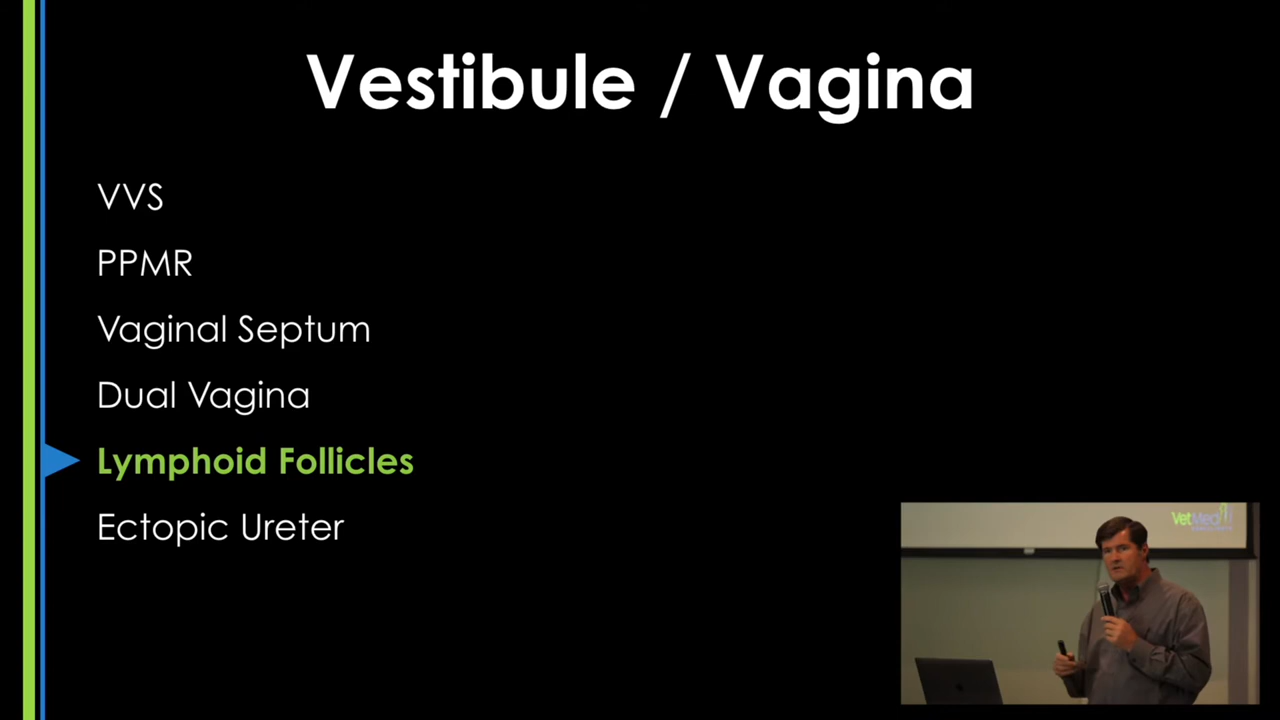 Vestibule / Vagina
VVS
PPMR
Vaginal Septum
Dual Vagina
Lymphoid Follicles
Ectopic Ureter
VetMed